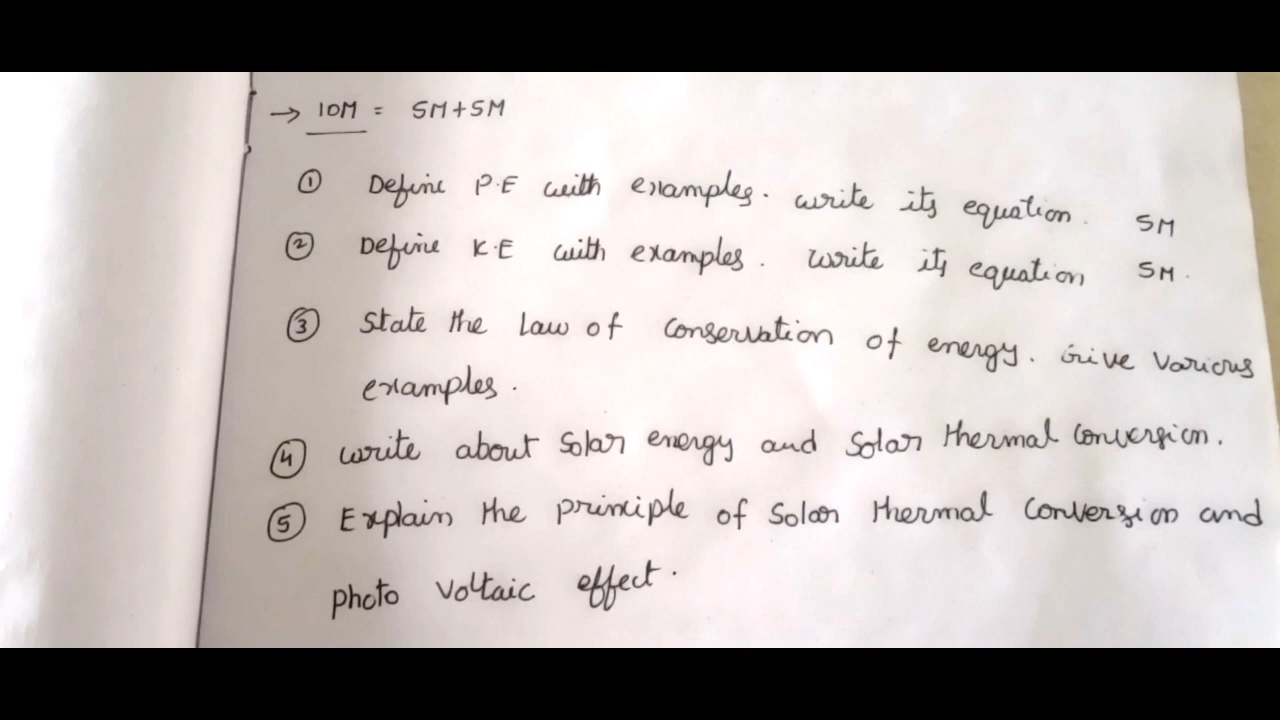 → 10M = 5M+5M
① Define P.E with examples. write its equation. 5M
② Define K.E with examples. write its equation 5M.
③ State the Law of conservation of energy. Give various
examples.
④ write about Solar energy and Solar thermal conversion.
⑤ Explain the principle of Solar thermal conversion and
photo voltaic effect.